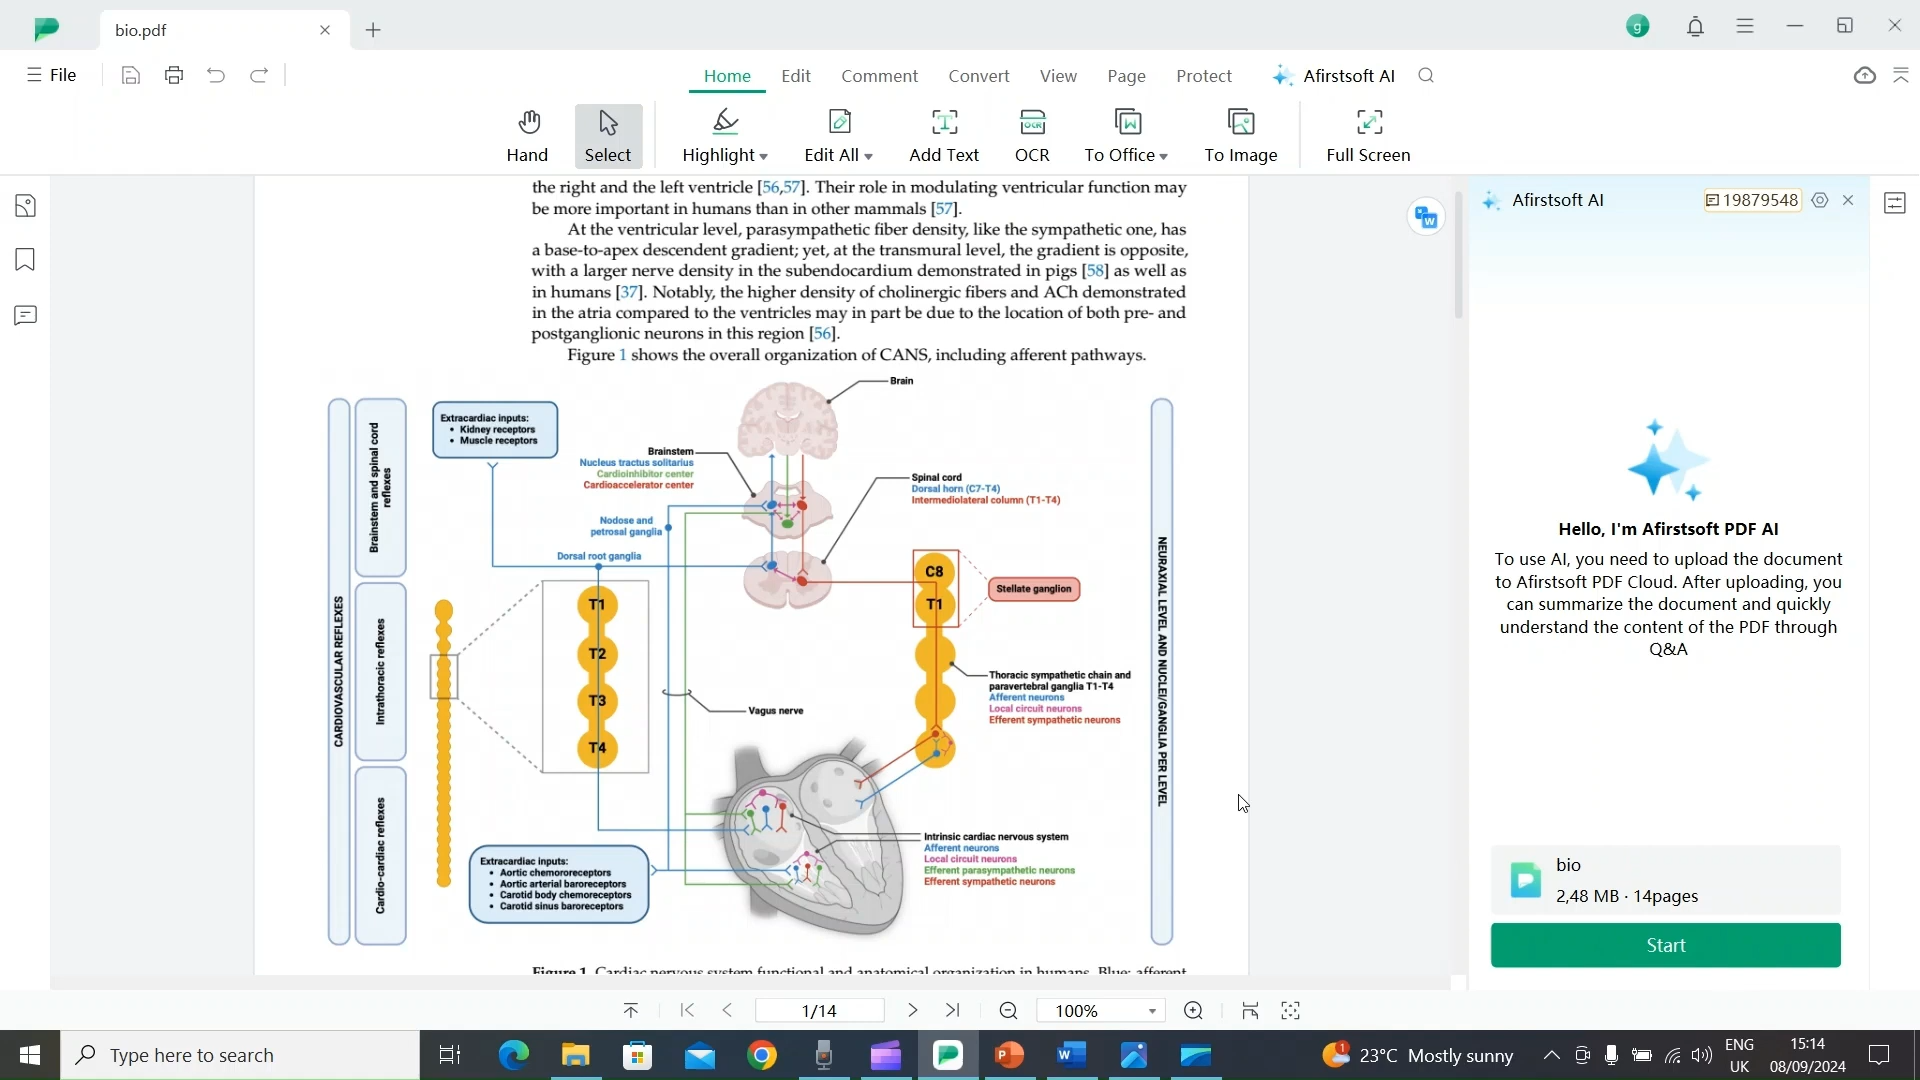 bio.pdf
g
File
Home Edit Comment Convert View Page Protect Afirstsoft AI
Hand Select Highlight Edit All Add Text OCR To Office To Image Full Screen
the right and the left ventricle [56,57]. Their role in modulating ventricular function may
be more important in humans than in other mammals [57].
At the ventricular level, parasympathetic fiber density, like the sympathetic one, has
a base-to-apex descendent gradient; yet, at the transmural level, the gradient is opposite,
with a larger nerve density in the subendocardium demonstrated in pigs [58] as well as
in humans [37]. Notably, the higher density of cholinergic fibers and ACh demonstrated
in the atria compared to the ventricles may in part be due to the location of both pre- and
postganglionic neurons in this region [56].
Figure 1 shows the overall organization of CANS, including afferent pathways.
CARDIOVASCULAR REFLEXES
Brainstem and spinal cord
reflexes
Intrathoracic reflexes
Cardio-cardiac reflexes
Extracardiac inputs:
• Kidney receptors
• Muscle receptors
Brain
Brainstem
Nucleus tractus solitarius
Cardioinhibitor center
Cardioaccelerator center
Spinal cord
Dorsal horn (C7-T4)
Intermediolateral column (T1-T4)
Nodose and
petrosal ganglia
Dorsal root ganglia
T1
T2
T3
T4
C8
T1
Stellate ganglion
Thoracic sympathetic chain and
paravertebral ganglia T1-T4
Afferent neurons
Local circuit neurons
Efferent sympathetic neurons
Vagus nerve
Intrinsic cardiac nervous system
Afferent neurons
Local circuit neurons
Efferent parasympathetic neurons
Efferent sympathetic neurons
Extracardiac inputs:
• Aortic chemororeceptors
• Aortic arterial baroreceptors
• Carotid body chemoreceptors
• Carotid sinus baroreceptors
NEURAXIAL LEVEL AND NUCLEI/GANGLIA PER LEVEL
Figure 1. Cardiac nervous system functional and anatomical organization in humans. Blue: afferent
Afirstsoft AI 19879548
Hello, I'm Afirstsoft PDF AI
To use AI, you need to upload the document
to Afirstsoft PDF Cloud. After uploading, you
can summarize the document and quickly
understand the content of the PDF through
Q&A
bio
2,48 MB · 14pages
Start
1/14 100%
Type here to search
23°C Mostly sunny
ENG
UK
15:14
08/09/2024